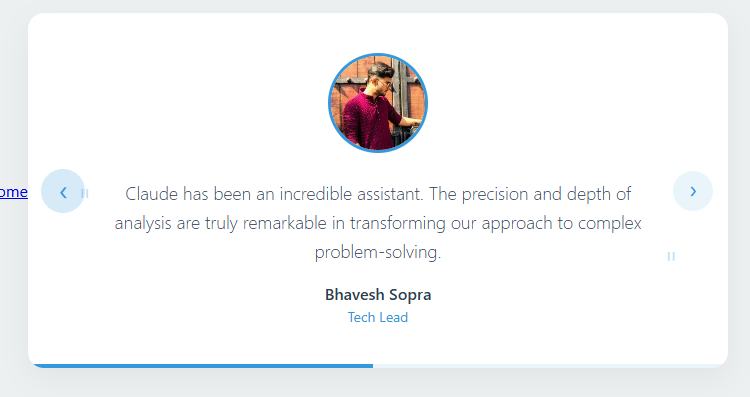 ome
Claude has been an incredible assistant. The precision and depth of
analysis are truly remarkable in transforming our approach to complex
problem-solving.
Bhavesh Sopra
Tech Lead